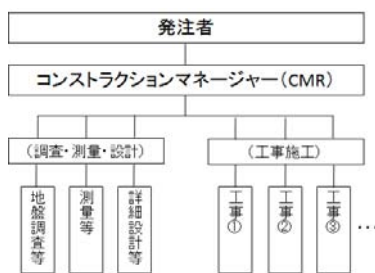 発注者
コンストラクションマネージャー(CMR)
(調査・測量・設計)
(工事施工)
地盤調査等
測量等
詳細設計等
工事①
工事②
工事③
…